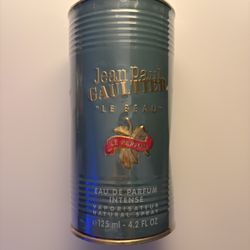 Jean Paul
GAULTIER
"LE BEAU"
LE PARFUM
EAU DE PARFUM
INTENSE
VAPORISATEUR
NATURAL SPRAY
℮125 ml - 4.2 FL OZ